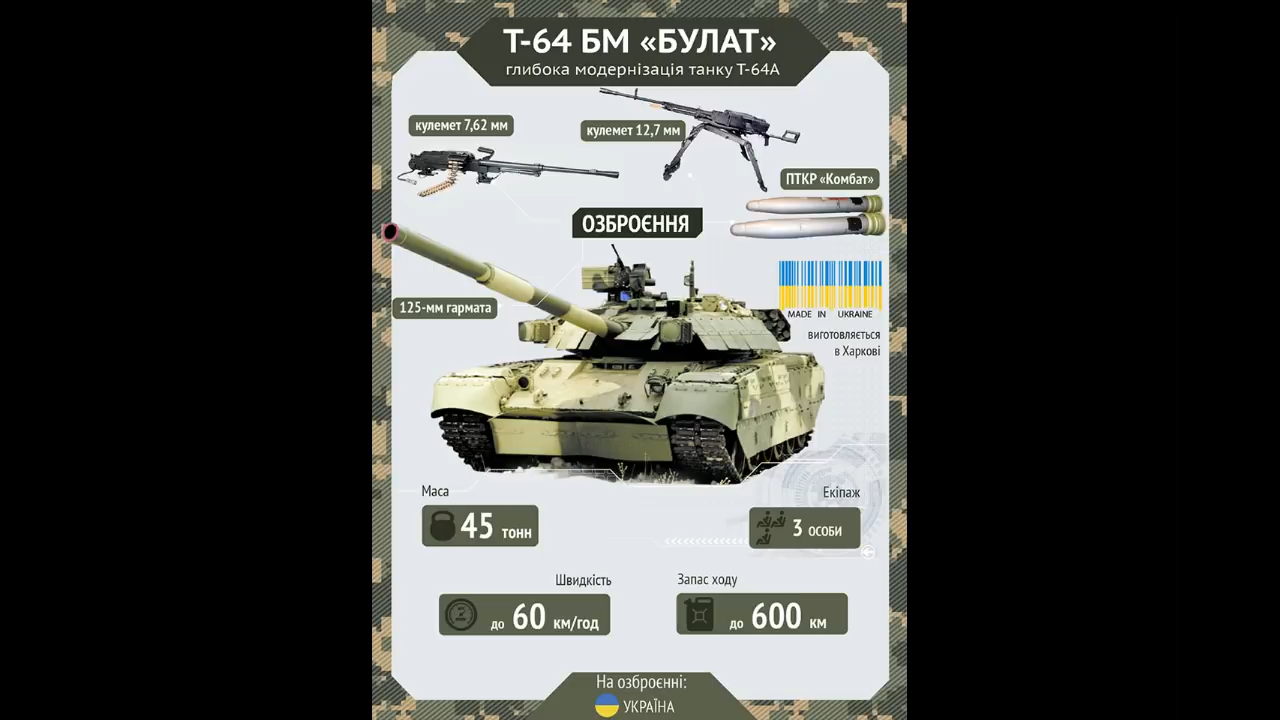 Т-64 БМ «БУЛАТ»
глибока модернізація танку Т-64А
кулемет 7,62 мм
кулемет 12,7 мм
ПТКР «Комбат»
ОЗБРОЄННЯ
125-мм гармата
MADE IN UKRAINE
виготовляється
в Харкові
Маса
45 тонн
Екіпаж
3 особи
Швидкість
до 60 км/год
Запас ходу
до 600 км
На озброєнні:
УКРАЇНА